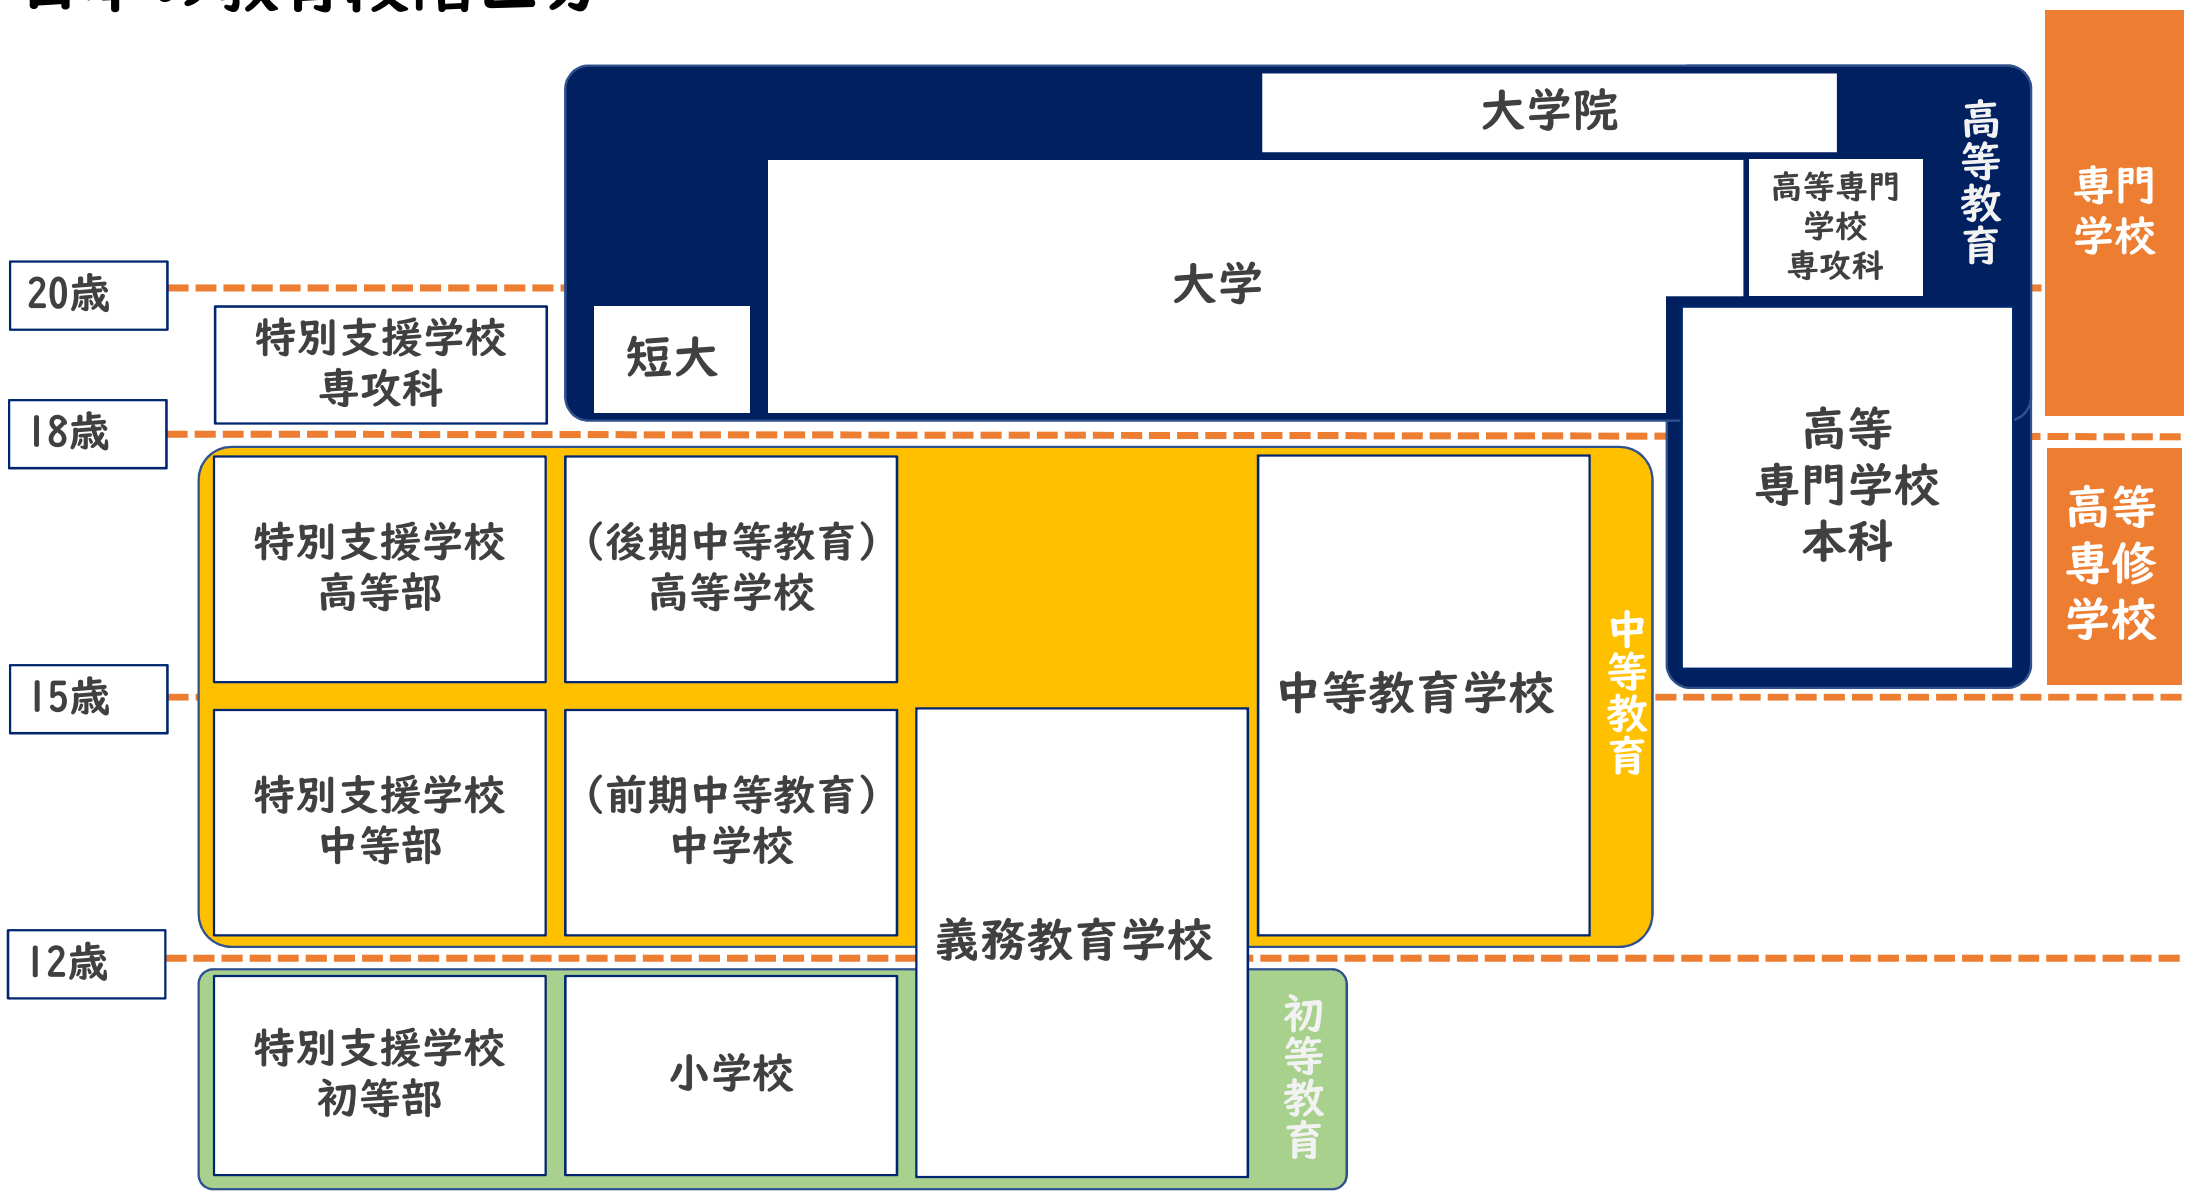 大学院
高等教育
専門
学校
高等専門
学校
専攻科
大学
20歳
特別支援学校
専攻科
短大
18歳
高等
専門学校
本科
高等
専修
学校
特別支援学校
高等部
（後期中等教育）
高等学校
中等教育
中等教育学校
15歳
特別支援学校
中等部
（前期中等教育）
中学校
義務教育学校
12歳
初等教育
特別支援学校
初等部
小学校